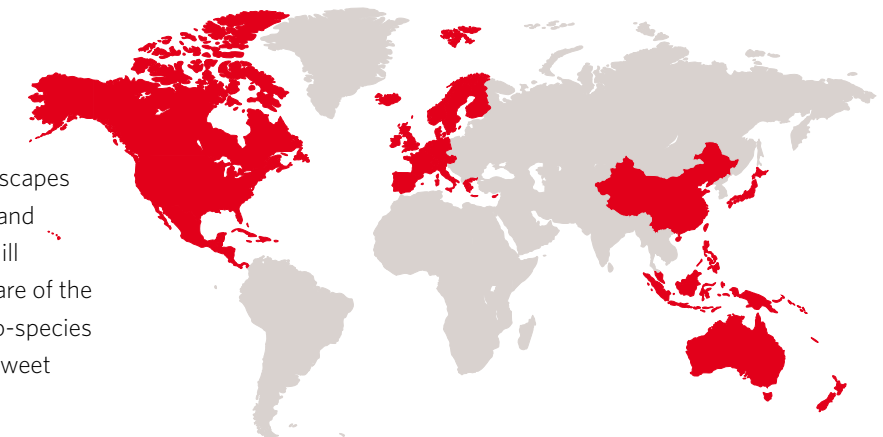 scapes
and
ill
are of the
o-species
weet